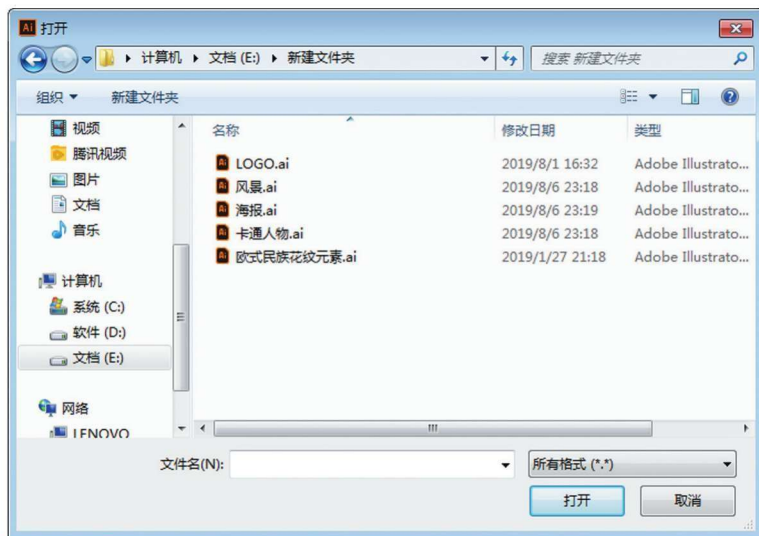 Ai 打开
计算机 文档 (E:) 新建文件夹 搜索 新建文件夹
组织 新建文件夹
视频
腾讯视频
图片
文档
音乐
计算机
系统 (C:)
软件 (D:)
文档 (E:)
网络
LENOVO
名称 修改日期 类型
Ai LOGO.ai 2019/8/1 16:32 Adobe Illustrato...
Ai 风景.ai 2019/8/6 23:18 Adobe Illustrato...
Ai 海报.ai 2019/8/6 23:19 Adobe Illustrato...
Ai 卡通人物.ai 2019/8/6 23:18 Adobe Illustrato...
Ai 欧式民族花纹元素.ai 2019/1/27 21:18 Adobe Illustrato...
文件名(N): 所有格式 (*.*)
打开 取消